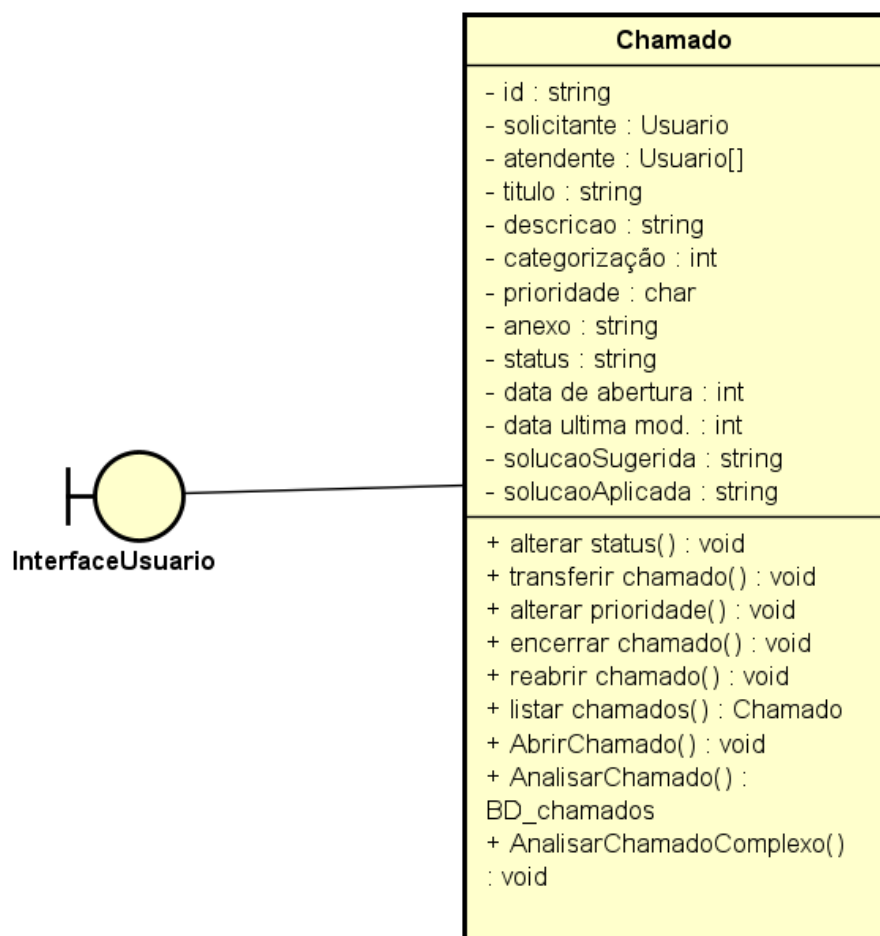 Chamado
- id : string
- solicitante : Usuario
- atendente : Usuario[]
- titulo : string
- descricao : string
- categorização : int
- prioridade : char
- anexo : string
- status : string
- data de abertura : int
- data ultima mod. : int
- solucaoSugerida : string
- solucaoAplicada : string
+ alterar status() : void
+ transferir chamado() : void
+ alterar prioridade() : void
+ encerrar chamado() : void
+ reabrir chamado() : void
+ listar chamados() : Chamado
+ AbrirChamado() : void
+ AnalisarChamado() :
BD_chamados
+ AnalisarChamadoComplexo()
: void
InterfaceUsuario